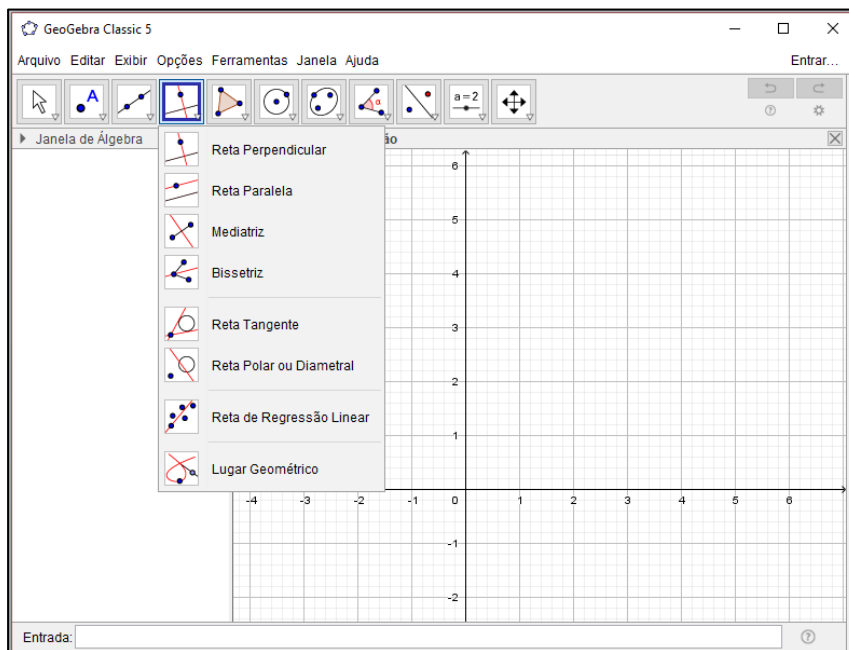 GeoGebra Classic 5
Arquivo Editar Exibir Opções Ferramentas Janela Ajuda Entrar...
A α a = 2
Janela de Álgebra ão
Reta Perpendicular
Reta Paralela
Mediatriz
Bissetriz
Reta Tangente
Reta Polar ou Diametral
Reta de Regressão Linear
Lugar Geométrico
6
5
4
3
2
1
-4 -3 -2 -1 0 1 2 3 4 5 6
-1
-2
Entrada: